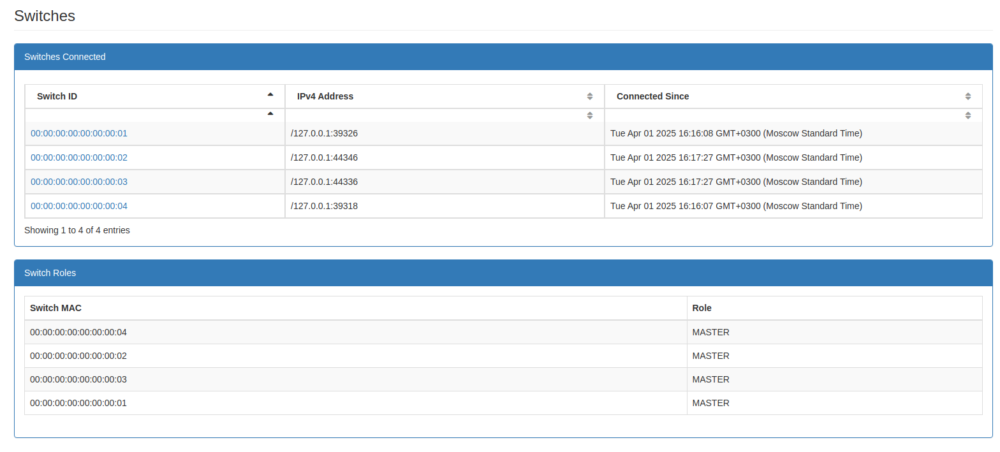 Switches
Switches Connected
Switch ID IPv4 Address Connected Since
00:00:00:00:00:00:00:01 /127.0.0.1:39326 Tue Apr 01 2025 16:16:08 GMT+0300 (Moscow Standard Time)
00:00:00:00:00:00:00:02 /127.0.0.1:44346 Tue Apr 01 2025 16:17:27 GMT+0300 (Moscow Standard Time)
00:00:00:00:00:00:00:03 /127.0.0.1:44336 Tue Apr 01 2025 16:17:27 GMT+0300 (Moscow Standard Time)
00:00:00:00:00:00:00:04 /127.0.0.1:39318 Tue Apr 01 2025 16:16:07 GMT+0300 (Moscow Standard Time)
Showing 1 to 4 of 4 entries
Switch Roles
Switch MAC Role
00:00:00:00:00:00:00:04 MASTER
00:00:00:00:00:00:00:02 MASTER
00:00:00:00:00:00:00:03 MASTER
00:00:00:00:00:00:00:01 MASTER